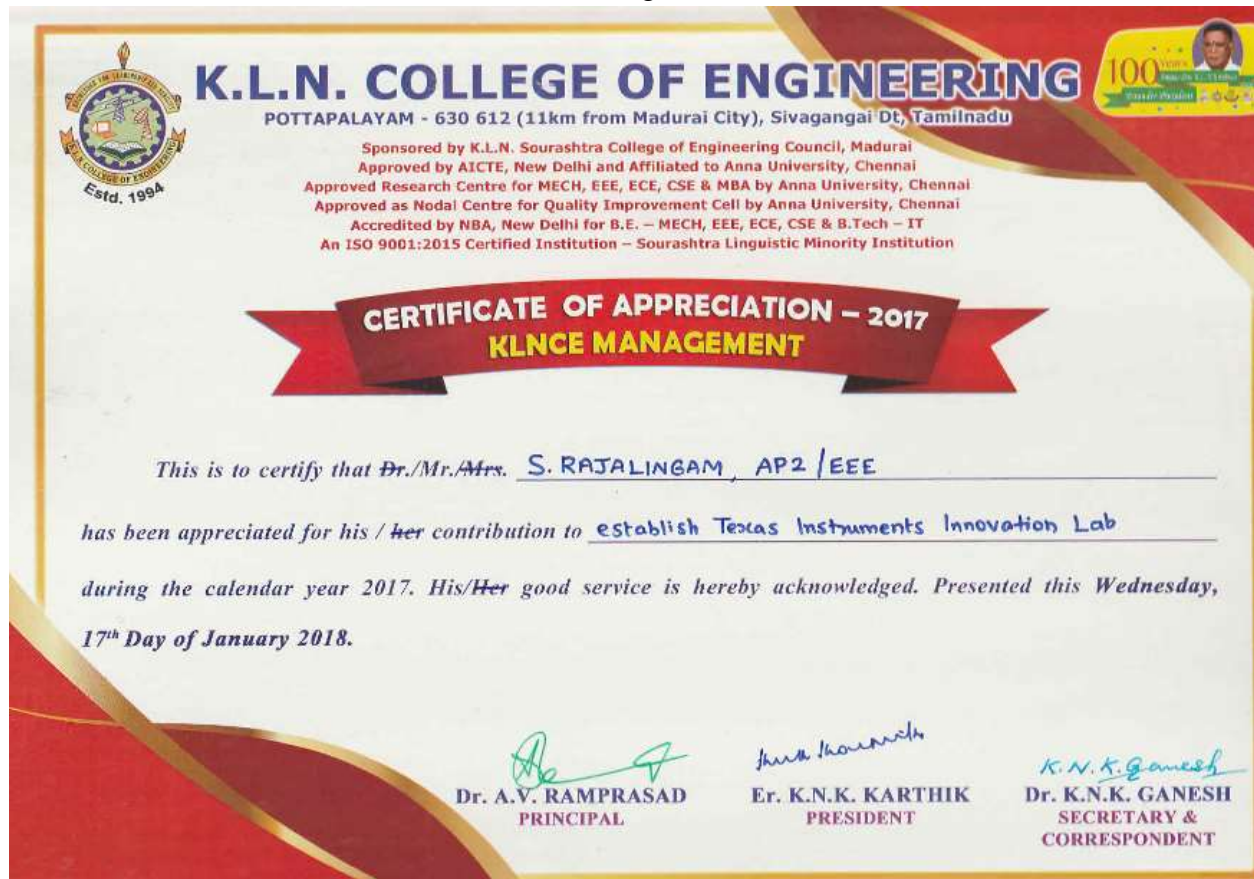 K.L.N. COLLEGE OF ENGINEERING
POTTAPALAYAM - 630 612 (11km from Madurai City), Sivagangai Dt, Tamilnadu
Sponsored by K.L.N. Sourashtra College of Engineering Council, Madurai
Approved by AICTE, New Delhi and Affiliated to Anna University, Chennai
Approved Research Centre for MECH, EEE, ECE, CSE & MBA by Anna University, Chennai
Approved as Nodal Centre for Quality Improvement Cell by Anna University, Chennai
Accredited by NBA, New Delhi for B.E. – MECH, EEE, ECE, CSE & B.Tech – IT
An ISO 9001:2015 Certified Institution – Sourashtra Linguistic Minority Institution
Estd. 1994
100 Years
CERTIFICATE OF APPRECIATION – 2017
KLNCE MANAGEMENT
This is to certify that Dr./Mr./Mrs. S. RAJALINGAM, AP2/EEE
has been appreciated for his / her contribution to establish Texas Instruments Innovation Lab
during the calendar year 2017. His/Her good service is hereby acknowledged. Presented this Wednesday,
17th Day of January 2018.
K.N.K. Ganesh
Dr. A.V. RAMPRASAD Er. K.N.K. KARTHIK Dr. K.N.K. GANESH
PRINCIPAL PRESIDENT SECRETARY &
CORRESPONDENT